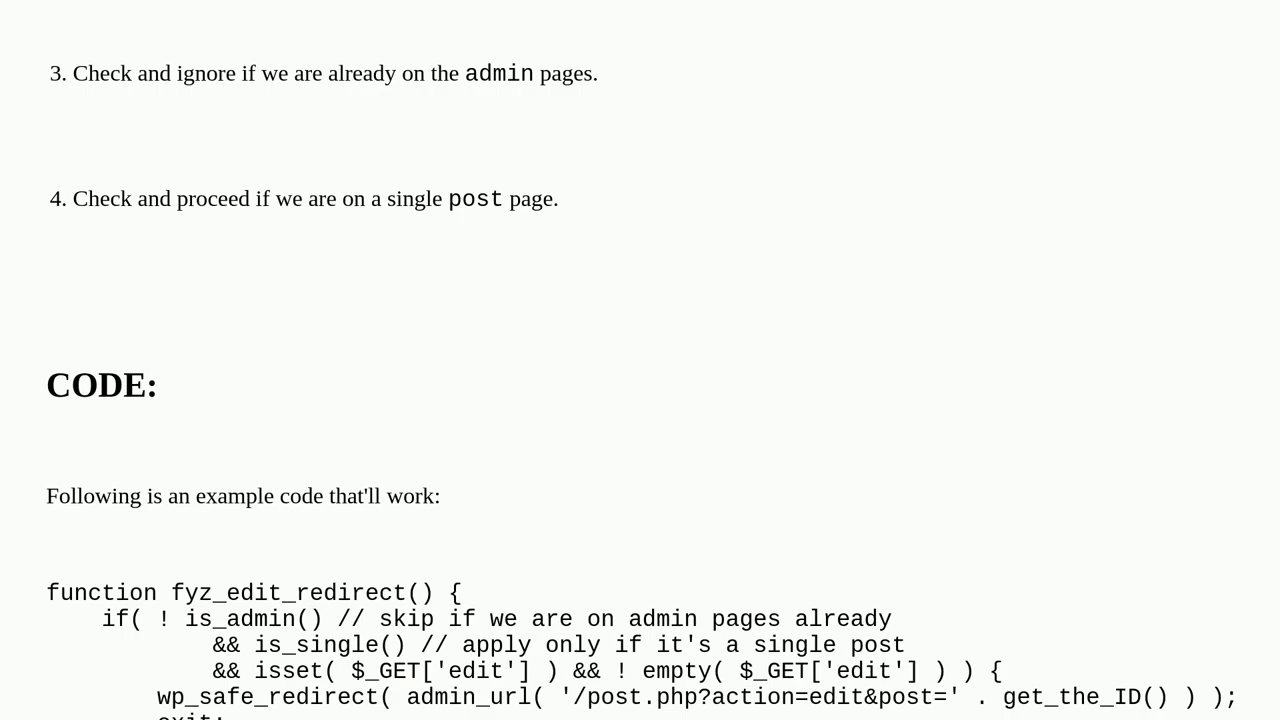 3. Check and ignore if we are already on the admin pages.
4. Check and proceed if we are on a single post page.
CODE:
Following is an example code that'll work:
function fyz_edit_redirect() {
    if( ! is_admin() // skip if we are on admin pages already
            && is_single() // apply only if it's a single post
            && isset( $_GET['edit'] ) && ! empty( $_GET['edit'] ) ) {
        wp_safe_redirect( admin_url( '/post.php?action=edit&post=' . get_the_ID() ) );
        exit;